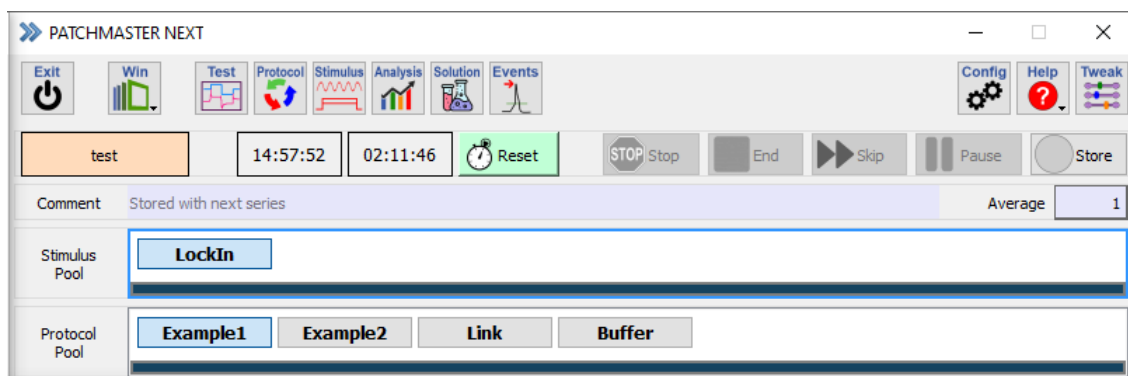 PATCHMASTER NEXT
Exit Win Test Protocol Stimulus Analysis Solution Events Config Help Tweak
test 14:57:52 02:11:46 Reset STOP Stop End Skip Pause Store
Comment Stored with next series Average 1
Stimulus Pool LockIn
Protocol Pool Example1 Example2 Link Buffer